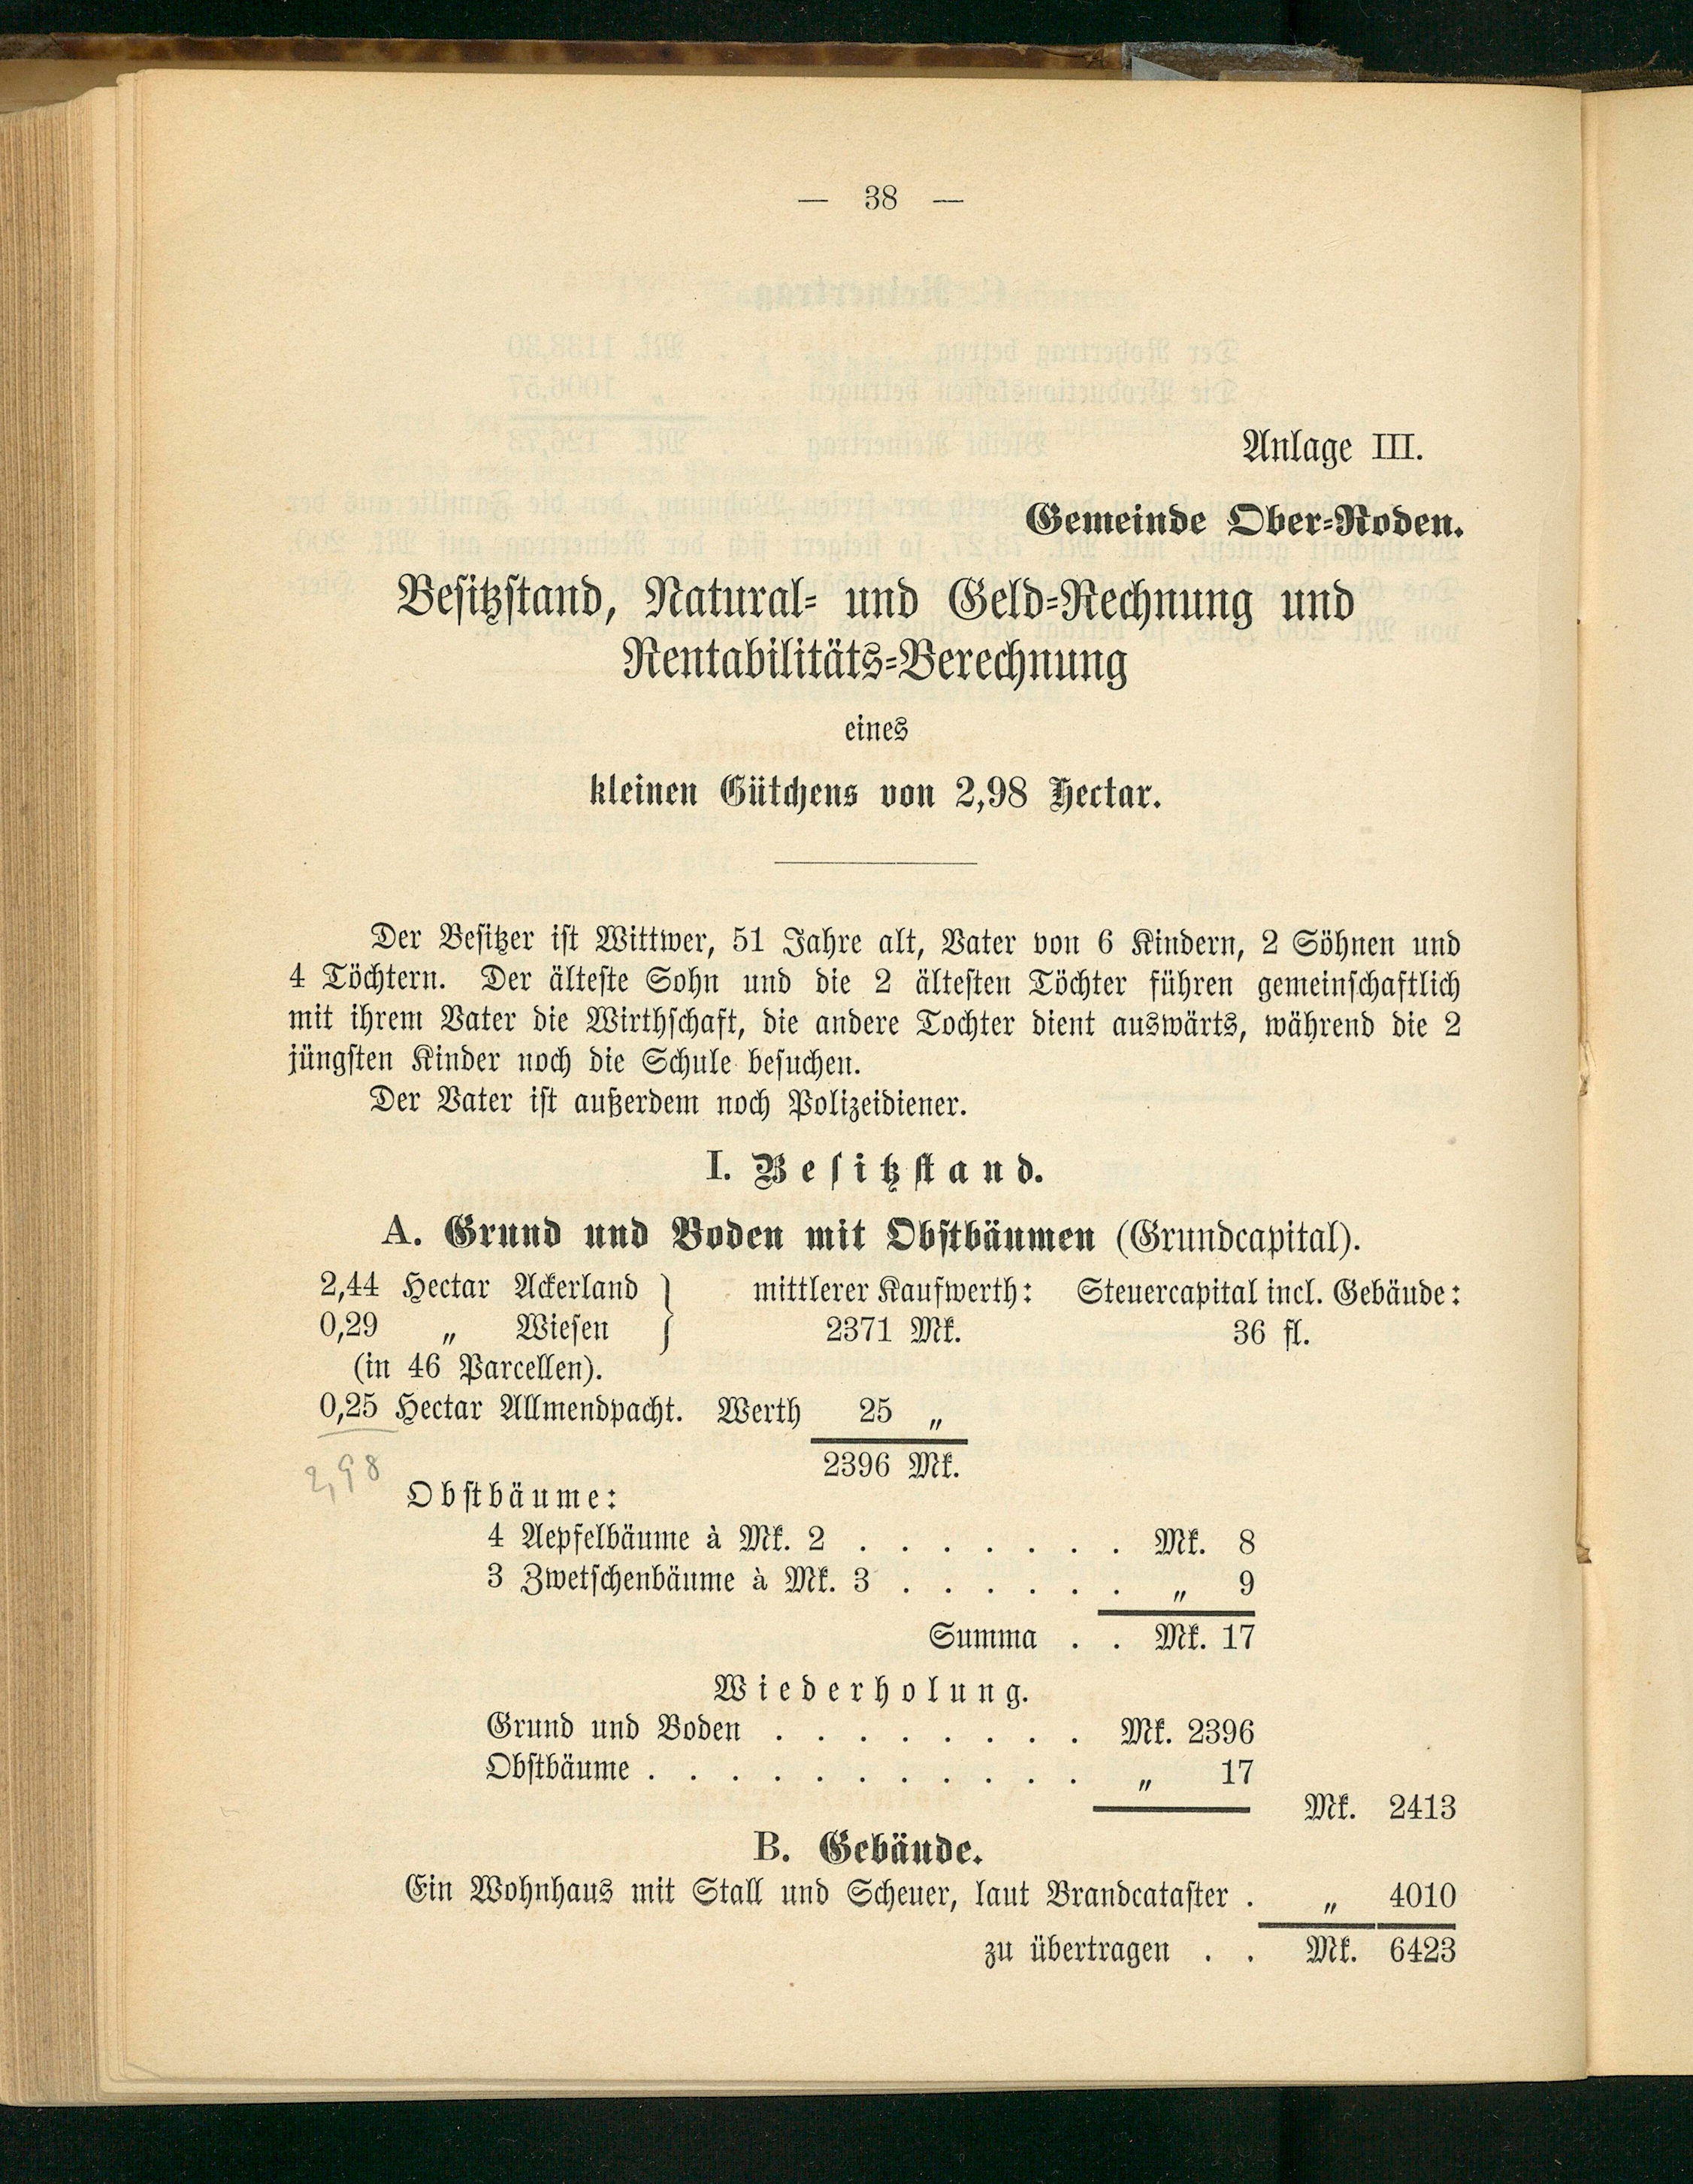 — 38 —
Anlage III.
Gemeinde Ober-Roden.
Besitzstand, Natural- und Geld-Rechnung und
Rentabilitäts-Berechnung
eines
kleinen Gütchens von 2,98 Hectar.
Der Besitzer ist Wittwer, 51 Jahre alt, Vater von 6 Kindern, 2 Söhnen und
4 Töchtern. Der älteste Sohn und die 2 ältesten Töchter führen gemeinschaftlich
mit ihrem Vater die Wirthschaft, die andere Tochter dient auswärts, während die 2
jüngsten Kinder noch die Schule besuchen.
Der Vater ist außerdem noch Polizeidiener.
I. Besitzstand.
A. Grund und Boden mit Obstbäumen (Grundcapital).
2,44 Hectar Ackerland } mittlerer Kaufwerth: Steuercapital incl. Gebäude:
0,29 „ Wiesen 2371 Mk. 36 fl.
(in 46 Parcellen).
0,25 Hectar Allmendpacht. Werth 25 „
2,98 2396 Mk.
Obstbäume:
4 Aepfelbäume à Mk. 2 . . . . . . . Mk. 8
3 Zwetschenbäume à Mk. 3 . . . . . . „ 9
Summa . . Mk. 17
Wiederholung.
Grund und Boden . . . . . . . . Mk. 2396
Obstbäume . . . . . . . . . . . „ 17
Mk. 2413
B. Gebäude.
Ein Wohnhaus mit Stall und Scheuer, laut Brandcataster . „ 4010
zu übertragen . . Mk. 6423